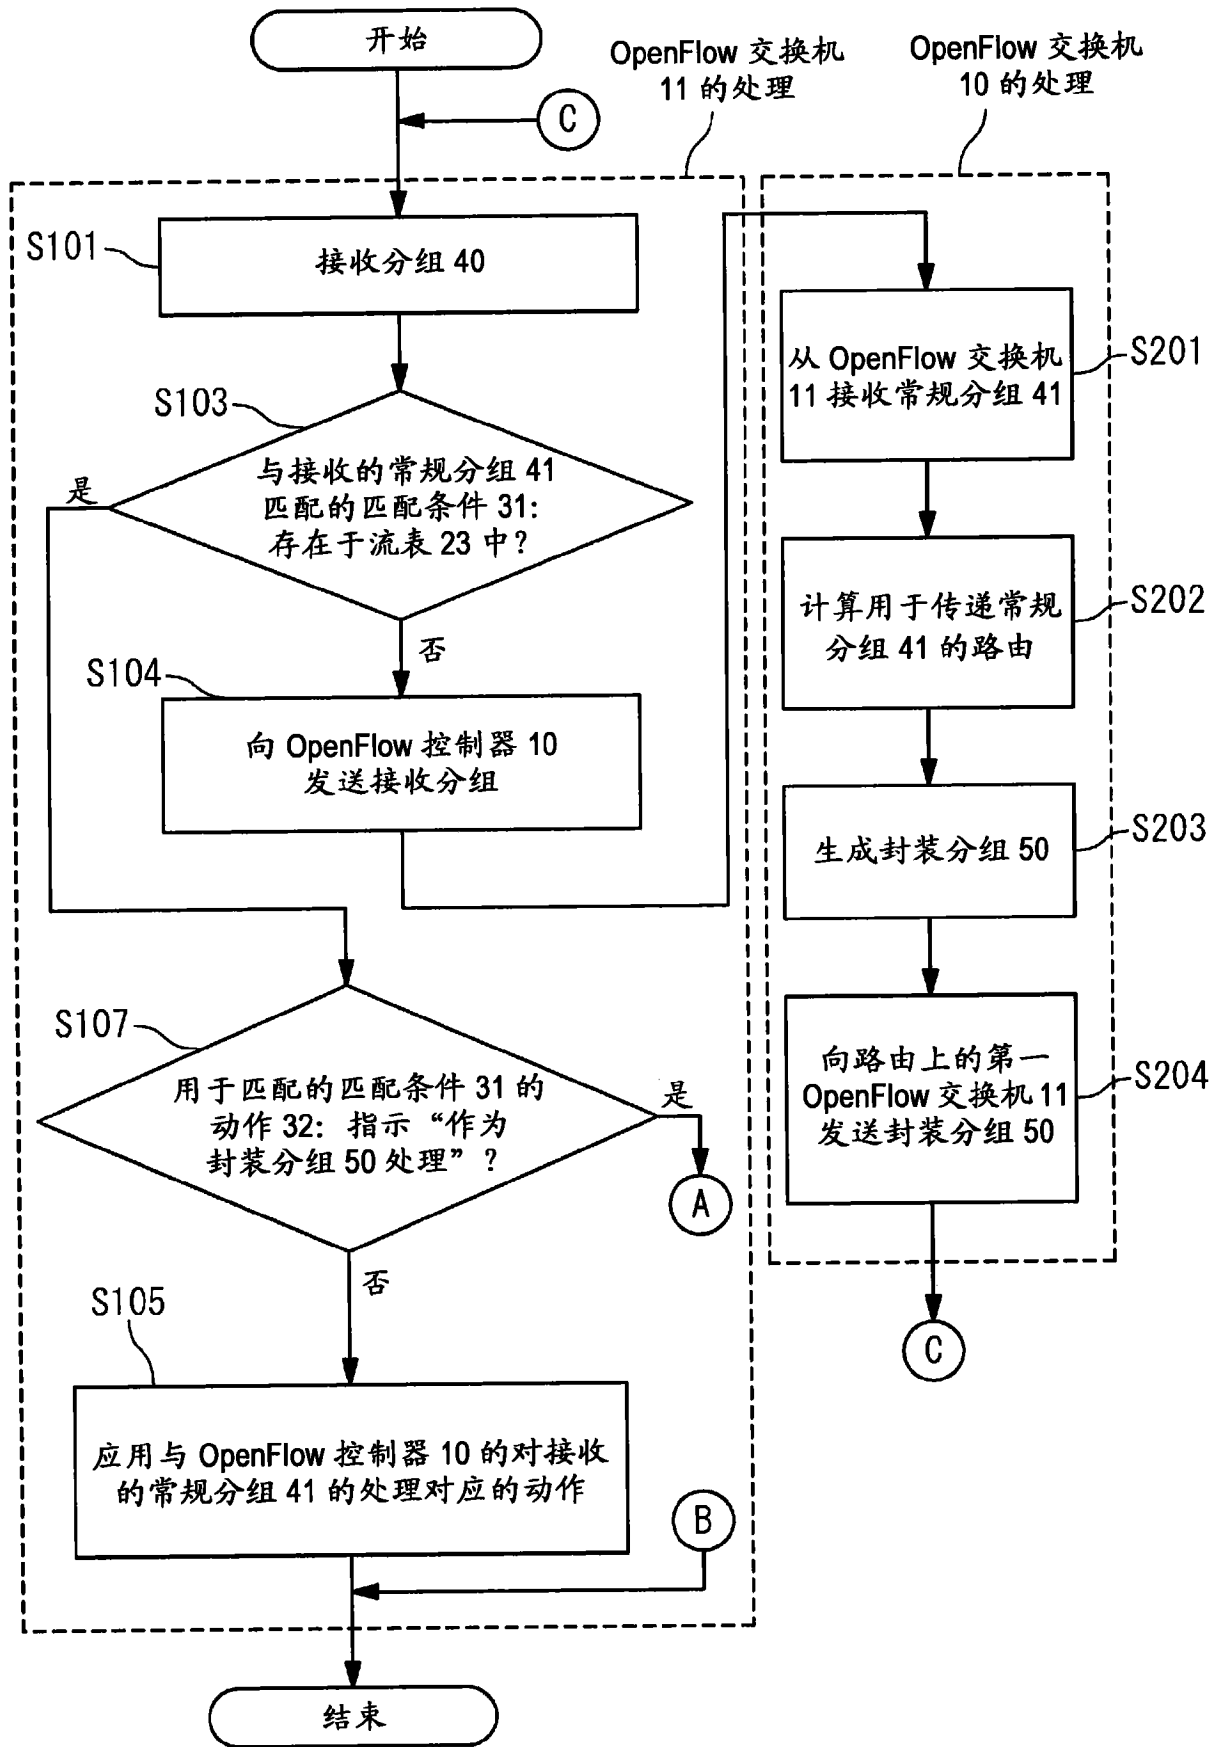 开始
OpenFlow 交换机
11 的处理
OpenFlow 交换机
10 的处理
C
S101
接收分组 40
S103
与接收的常规分组 41
匹配的匹配条件 31:
存在于流表 23 中?
是
否
S104
向 OpenFlow 控制器 10
发送接收分组
S107
用于匹配的匹配条件 31 的
动作 32: 指示“作为
封装分组 50 处理”?
是
A
否
S105
应用与 OpenFlow 控制器 10 的对接收
的常规分组 41 的处理对应的动作
B
结束
从 OpenFlow 交换机
11 接收常规分组 41
S201
计算用于传递常规
分组 41 的路由
S202
生成封装分组 50
S203
向路由上的第一
OpenFlow 交换机 11
发送封装分组 50
S204
C